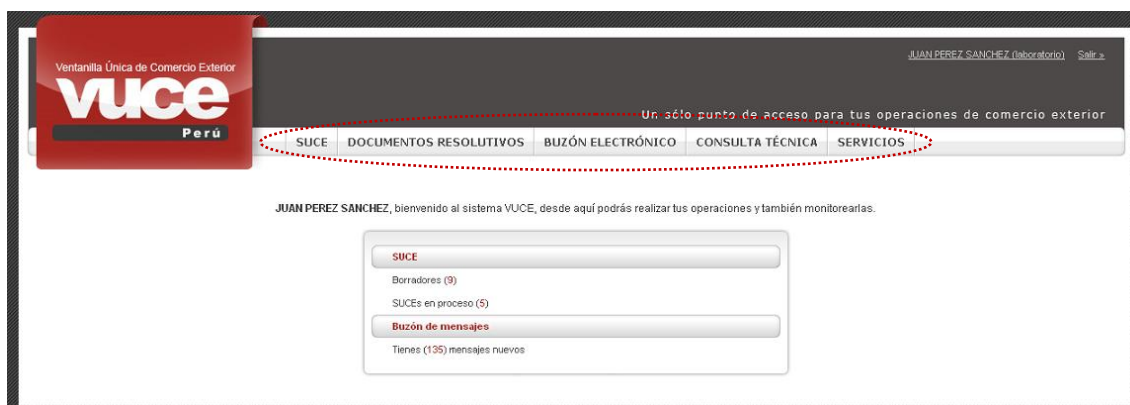 Ventanilla Única de Comercio Exterior
vuce
Perú
JUAN PEREZ SANCHEZ (laboratorio) Salir »
Un sólo punto de acceso para tus operaciones de comercio exterior
SUCE DOCUMENTOS RESOLUTIVOS BUZÓN ELECTRÓNICO CONSULTA TÉCNICA SERVICIOS
JUAN PEREZ SANCHEZ, bienvenido al sistema VUCE, desde aquí podrás realizar tus operaciones y también monitorearlas.
SUCE
Borradores (9)
SUCEs en proceso (5)
Buzón de mensajes
Tienes (135) mensajes nuevos